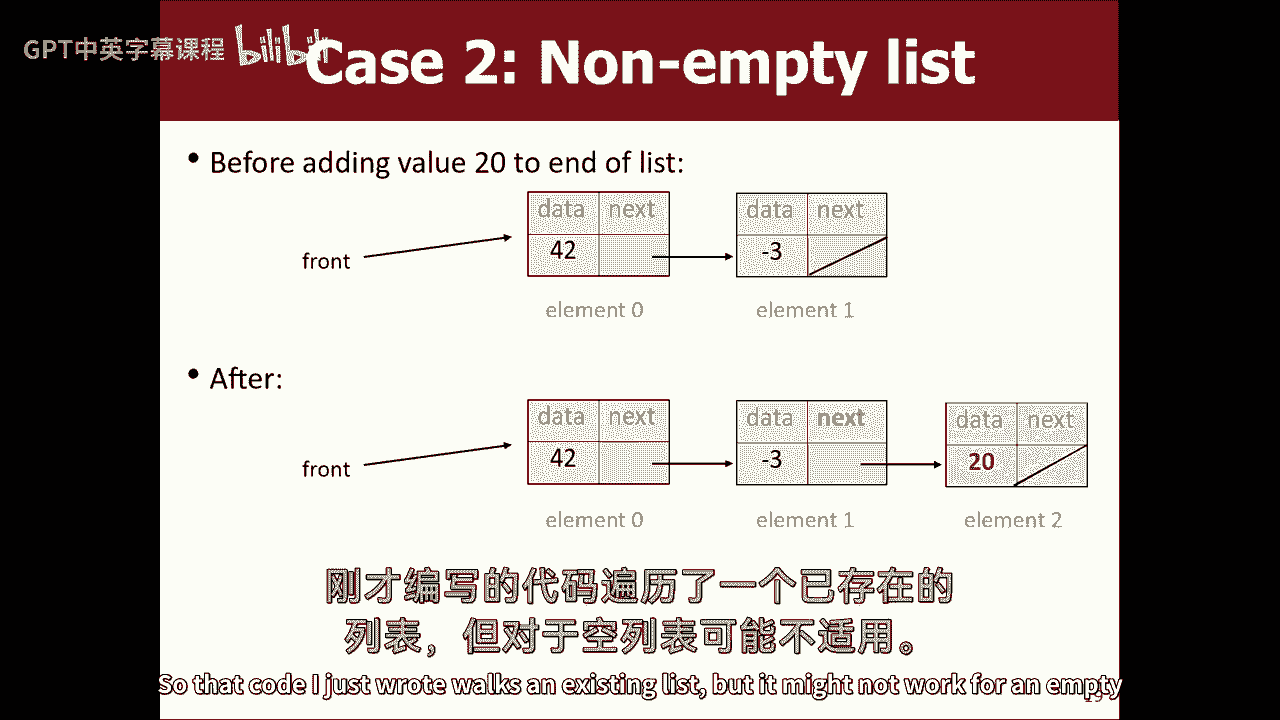 GPT中英字幕课程 bilibili
Case 2: Non-empty list
• Before adding value 20 to end of list:
data next data next
front 42 -3
element 0 element 1
• After:
data next data next data next
front 42 -3 20
element 0 element 1 element 2
刚才编写的代码遍历了一个已存在的
列表，但对于空列表可能不适用。
So that code I just wrote walks an existing list, but it might not work for an empty